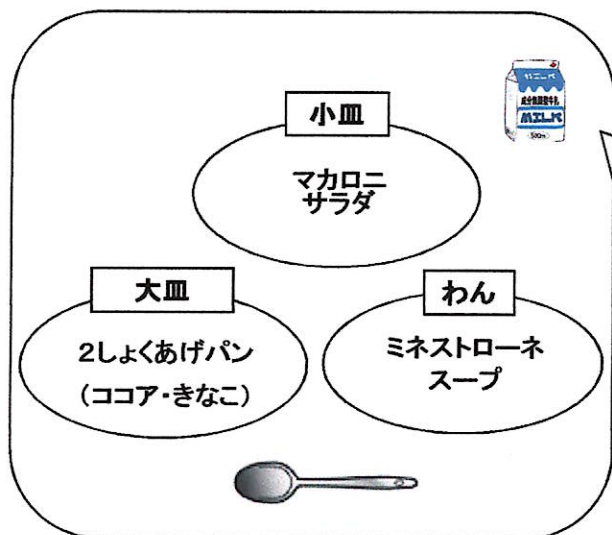 小皿
マカロニ
サラダ
MILK
大皿
2しょくあげパン
(ココア・きなこ)
わん
ミネストローネ
スープ